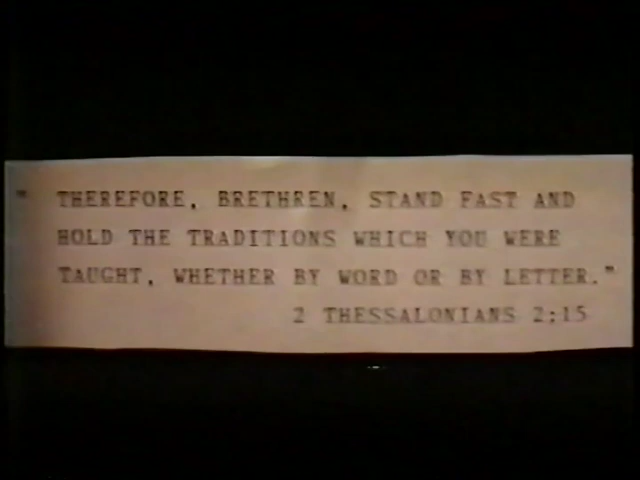 " THEREFORE, BRETHREN, STAND FAST AND
HOLD THE TRADITIONS WHICH YOU WERE
TAUGHT, WHETHER BY WORD OR BY LETTER."
2 THESSALONIANS 2:15